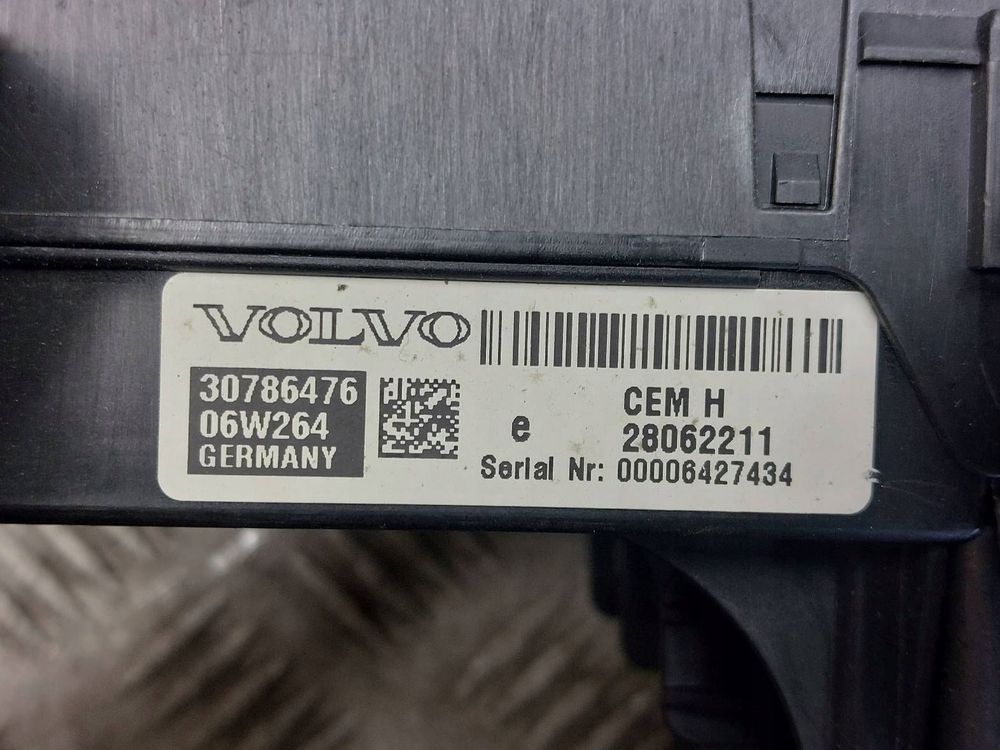 VOLVO
30786476
06W264
GERMANY
e
CEM H
28062211
Serial Nr: 00006427434